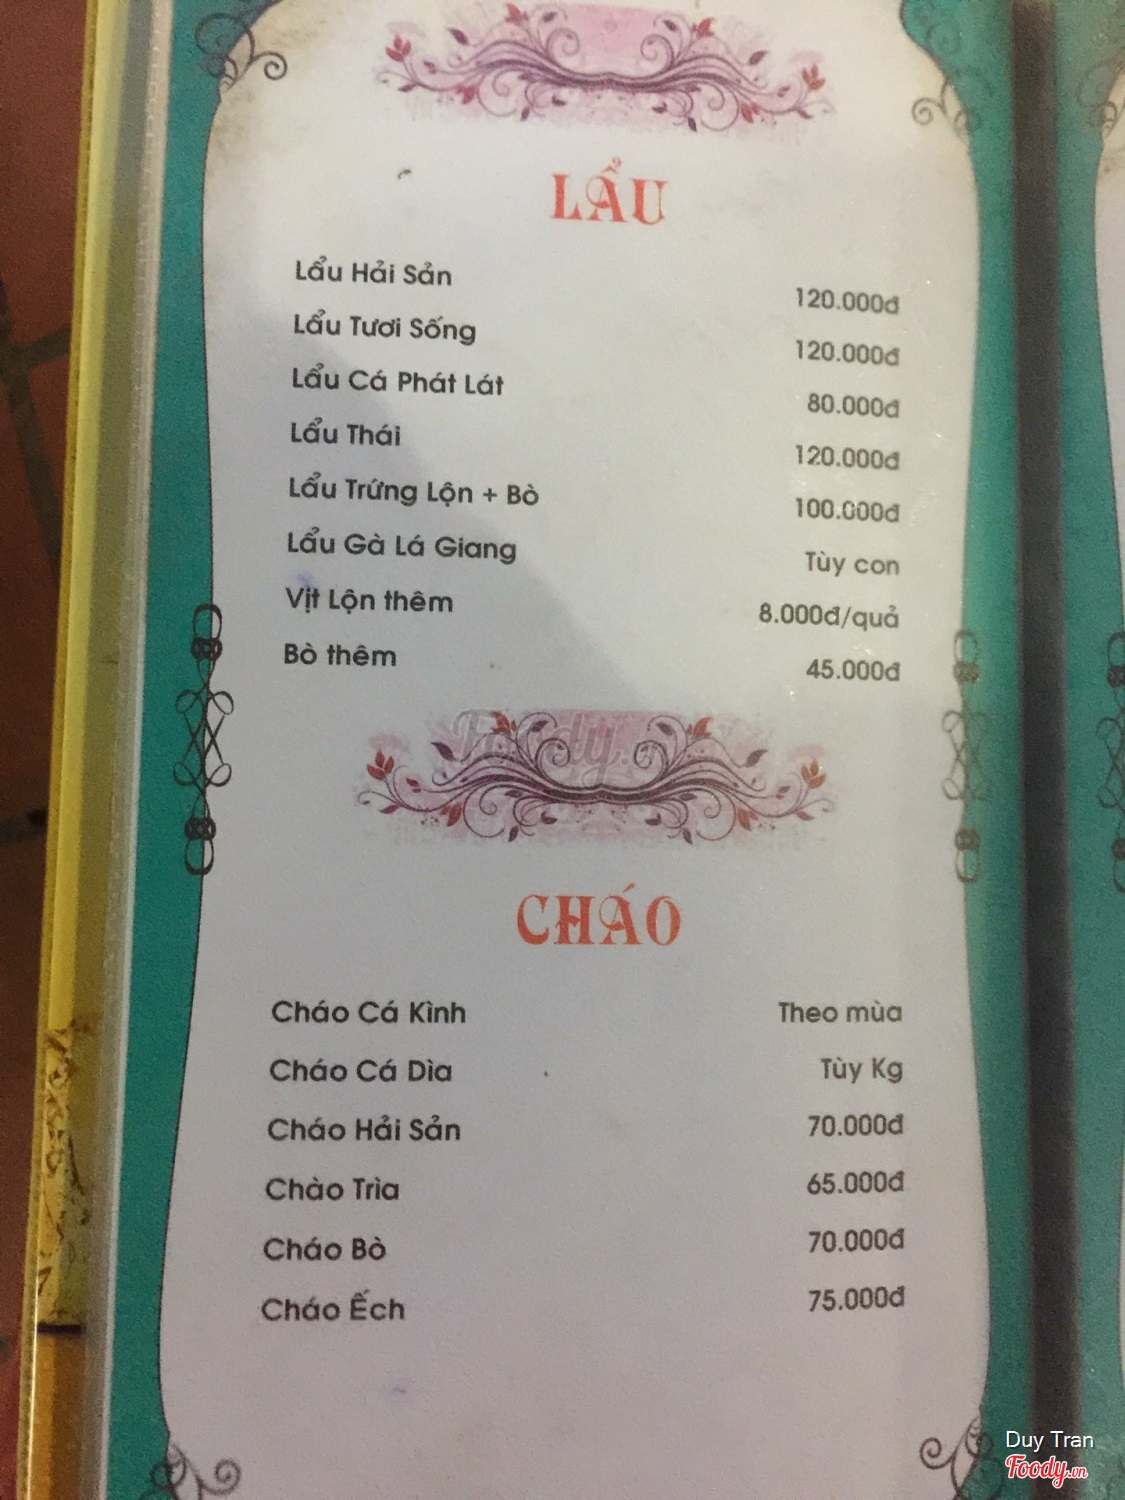 LẨU
Lẩu Hải Sản 120.000đ
Lẩu Tươi Sống 120.000đ
Lẩu Cá Phát Lát 80.000đ
Lẩu Thái 120.000đ
Lẩu Trứng Lộn + Bò 100.000đ
Lẩu Gà Lá Giang Tùy con
Vịt Lộn thêm 8.000đ/quả
Bò thêm 45.000đ
Foody.vn
CHÁO
Cháo Cá Kình Theo mùa
Cháo Cá Dìa Tùy Kg
Cháo Hải Sản 70.000đ
Chào Trìa 65.000đ
Cháo Bò 70.000đ
Cháo Ếch 75.000đ
Duy Tran
Foody.vn